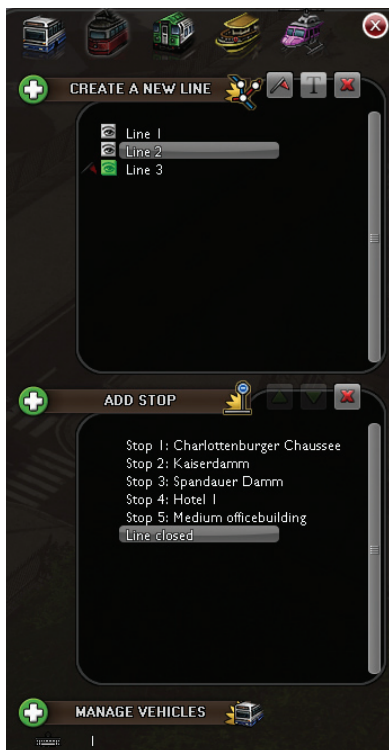 CREATE A NEW LINE
T
Line 1
Line 2
Line 3
ADD STOP
Stop 1: Charlottenburger Chaussee
Stop 2: Kaiserdamm
Stop 3: Spandauer Damm
Stop 4: Hotel 1
Stop 5: Medium officebuilding
Line closed
MANAGE VEHICLES
1